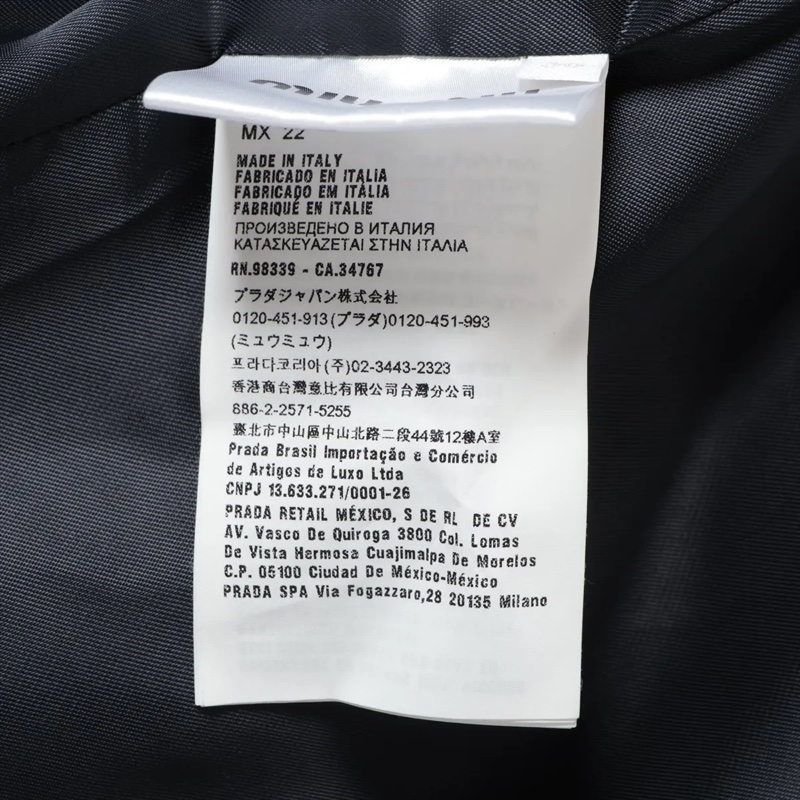 MX 22
MADE IN ITALY
FABRICADO EN ITALIA
FABRICADO EM ITÁLIA
FABRIQUÉ EN ITALIE
ПРОИЗВЕДЕНО В ИТАЛИЯ
ΚΑΤΑΣΚΕΥΑΖΕΤΑΙ ΣΤΗΝ ΙΤΑΛΙΑ
RN.98339 - CA.34767
プラダジャパン株式会社
0120-451-913(プラダ)0120-451-993
(ミュウミュウ)
프라다코리아(주)02-3443-2323
香港商台灣意比有限公司台灣分公司
886-2-2571-5255
臺北市中山區中山北路二段44號12樓A室
Prada Brasil Importação e Comércio
de Artigos de Luxo Ltda
CNPJ 13.633.271/0001-26
PRADA RETAIL MÉXICO, S DE RL DE CV
AV. Vasco De Quiroga 3800 Col. Lomas
De Vista Hermosa Cuajimalpa De Morelos
C.P. 05100 Ciudad De México-México
PRADA SPA Via Fogazzaro,28 20135 Milano